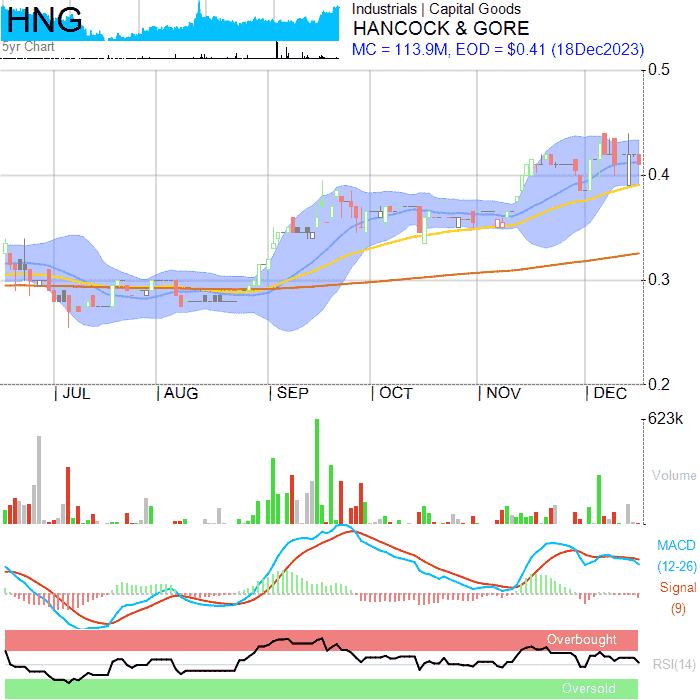 HNG
5yr Chart
Industrials | Capital Goods
HANCOCK & GORE
MC = 113.9M, EOD = $0.41 (18Dec2023)
0.5
0.4
0.3
0.2
| JUL | AUG | SEP | OCT | NOV | DEC
623k
Volume
MACD
(12-26)
Signal
(9)
Overbought
RSI(14)
Oversold